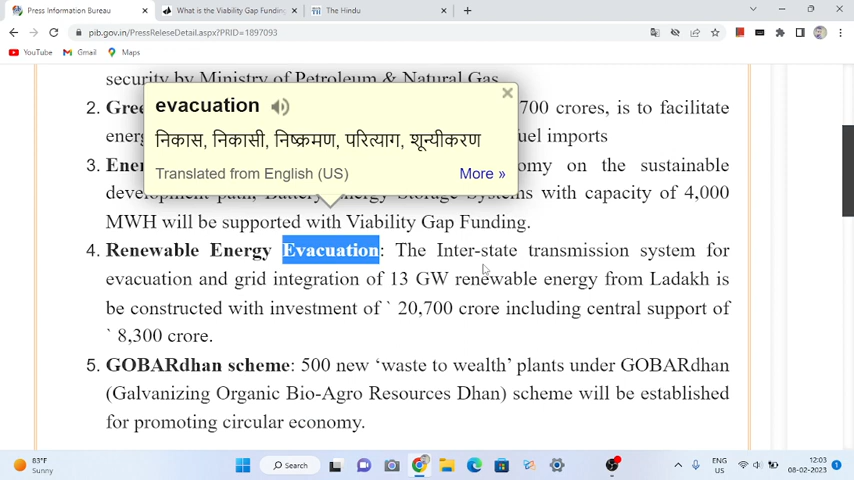 Press Information Bureau
What is the Viability Gap Funding
The Hindu
pib.gov.in/PressReleseDetail.aspx?PRID=1897093
YouTube
Gmail
Maps
security by Ministry of Petroleum & Natural Gas
evacuation
निकास, निकासी, निष्क्रमण, परित्याग, शून्यीकरण
Translated from English (US)
More »
2. Gree
700 crores, is to facilitate
energ
uel imports
3. Ener
omy on the sustainable
development path, Battery Energy Storage Systems with capacity of 4,000
MWH will be supported with Viability Gap Funding.
4. Renewable Energy Evacuation: The Inter-state transmission system for
evacuation and grid integration of 13 GW renewable energy from Ladakh is
be constructed with investment of ` 20,700 crore including central support of
` 8,300 crore.
5. GOBARdhan scheme: 500 new ‘waste to wealth’ plants under GOBARdhan
(Galvanizing Organic Bio-Agro Resources Dhan) scheme will be established
for promoting circular economy.
83°F
Sunny
Search
ENG
US
12:03
08-02-2023
1